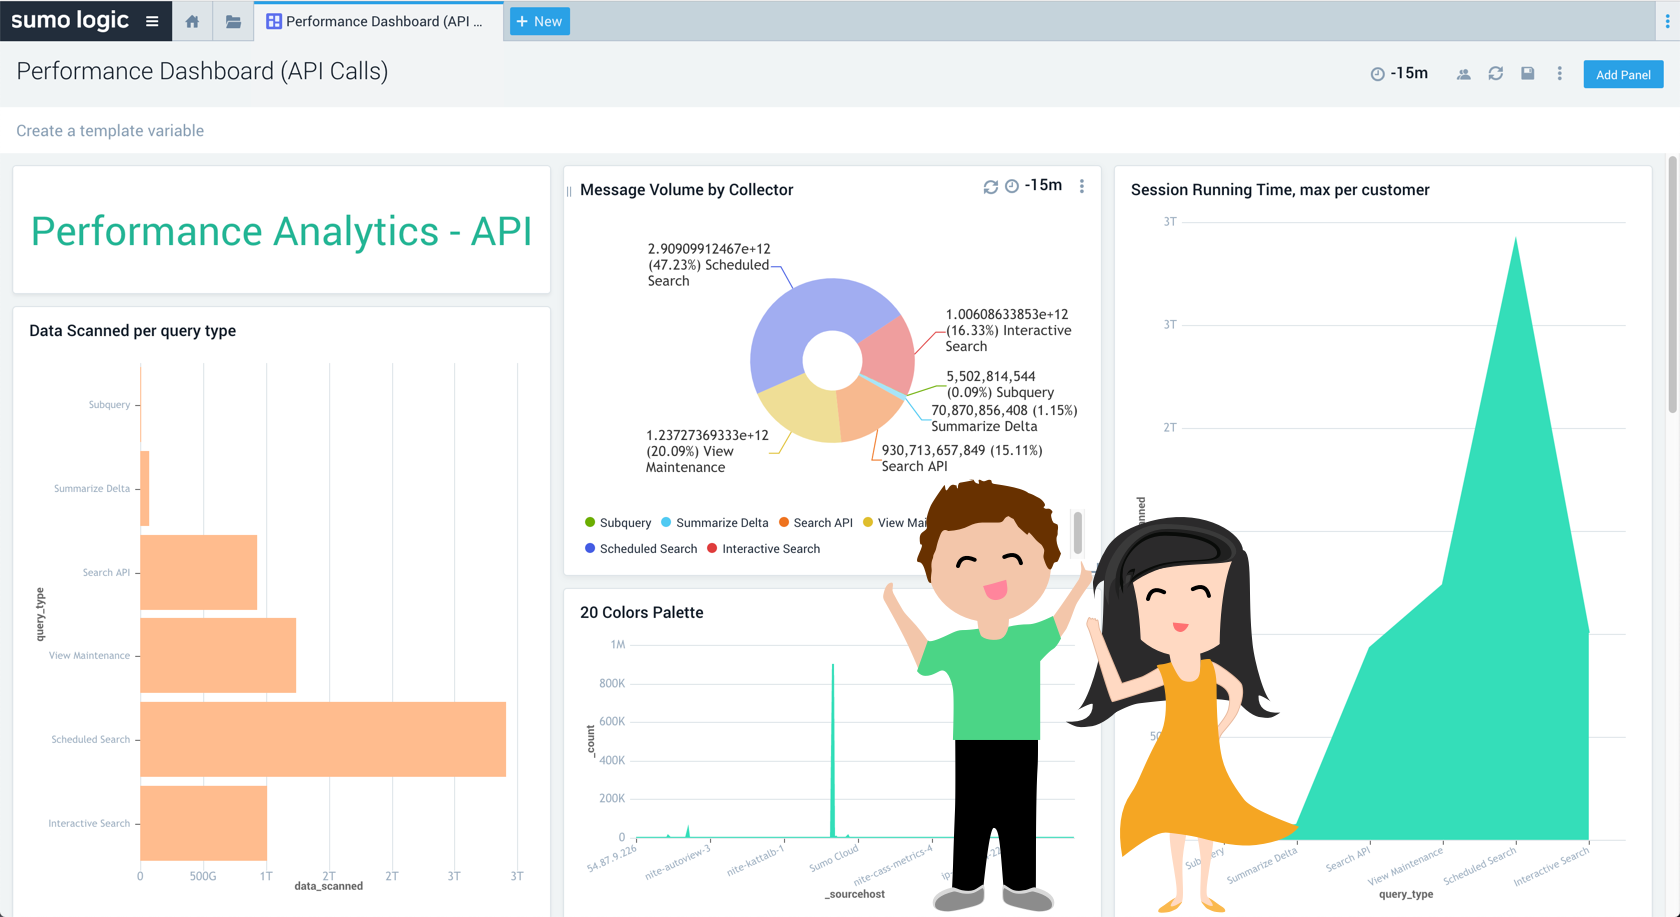 sumo logic
Performance Dashboard (API ...
+ New
Performance Dashboard (API Calls)
-15m
Add Panel
Create a template variable
Performance Analytics - API
Data Scanned per query type
Subquery
Summarize Delta
Search API
View Maintenance
Scheduled Search
Interactive Search
query_type
0
500G
1T
2T
2T
3T
3T
data_scanned
Message Volume by Collector
-15m
2.90909912467e+12
(47.23%) Scheduled
Search
1.00608633853e+12
(16.33%) Interactive
Search
5,502,814,544
(0.09%) Subquery
70,870,856,408 (1.15%)
Summarize Delta
930,713,657,849 (15.11%)
Search API
1.23727369333e+12
(20.09%) View
Maintenance
Subquery
Summarize Delta
Search API
View Mai
Scheduled Search
Interactive Search
20 Colors Palette
1M
800K
600K
400K
200K
0
_count
54.87.9.226
nite-autoview-3
nite-kattalb-1
Sumo Cloud
nite-cass-metrics-4
_sourcehost
Session Running Time, max per customer
3T
3T
2T
50
nned
Subquery
Summarize Delta
Search API
View Maintenance
Scheduled Search
Interactive Search
query_type